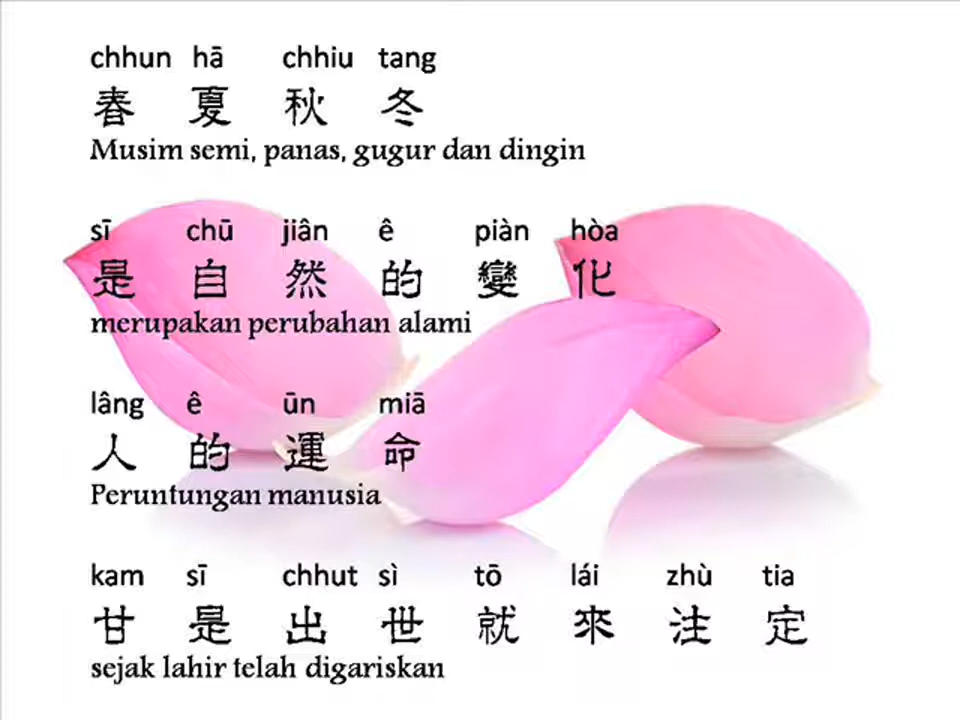 chhun hā chhiu tang
春 夏 秋 冬
Musim semi, panas, gugur dan dingin
sī chū jiân ê piàn hòa
是 自 然 的 變 化
merupakan perubahan alami
lâng ê ūn miā
人 的 運 命
Peruntungan manusia
kam sī chhut sì tō lái zhù tia
甘 是 出 世 就 來 注 定
sejak lahir telah digariskan